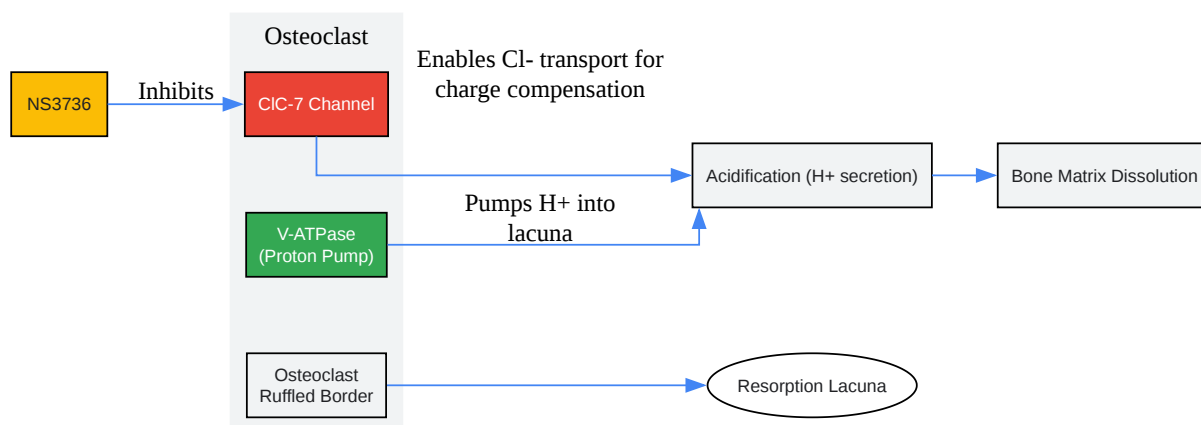 Osteoclast
Enables Cl- transport for
charge compensation
NS3736
Inhibits
ClC-7 Channel
Acidification (H+ secretion)
Bone Matrix Dissolution
Pumps H+ into
lacuna
V-ATPase
(Proton Pump)
Osteoclast
Ruffled Border
Resorption Lacuna